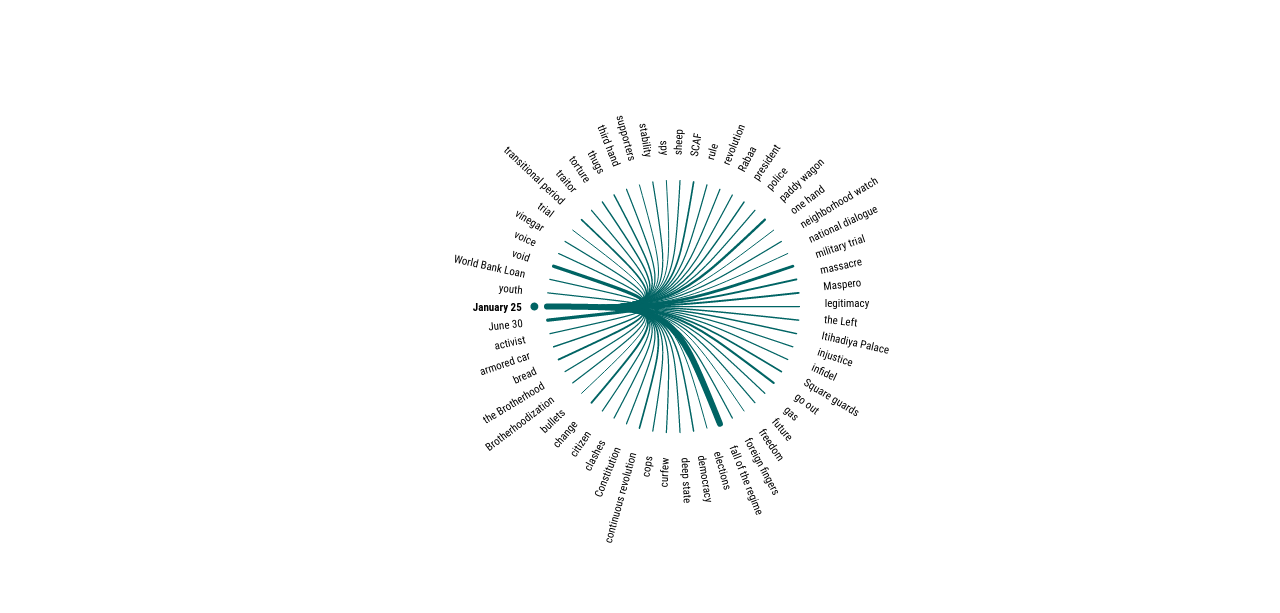 January 25
youth
World Bank Loan
void
voice
vinegar
trial
transitional period
traitor
torture
thugs
third hand
supporters
stability
spy
sheep
SCAF
rule
revolution
Rabaa
president
police
paddy wagon
one hand
neighborhood watch
national dialogue
military trial
massacre
Maspero
legitimacy
the Left
Itihadiya Palace
injustice
infidel
Square guards
go out
gas
future
freedom
foreign fingers
fall of the regime
elections
democracy
deep state
curfew
cops
continuous revolution
Constitution
clashes
citizen
change
bullets
Brotherhoodization
the Brotherhood
bread
armored car
activist
June 30